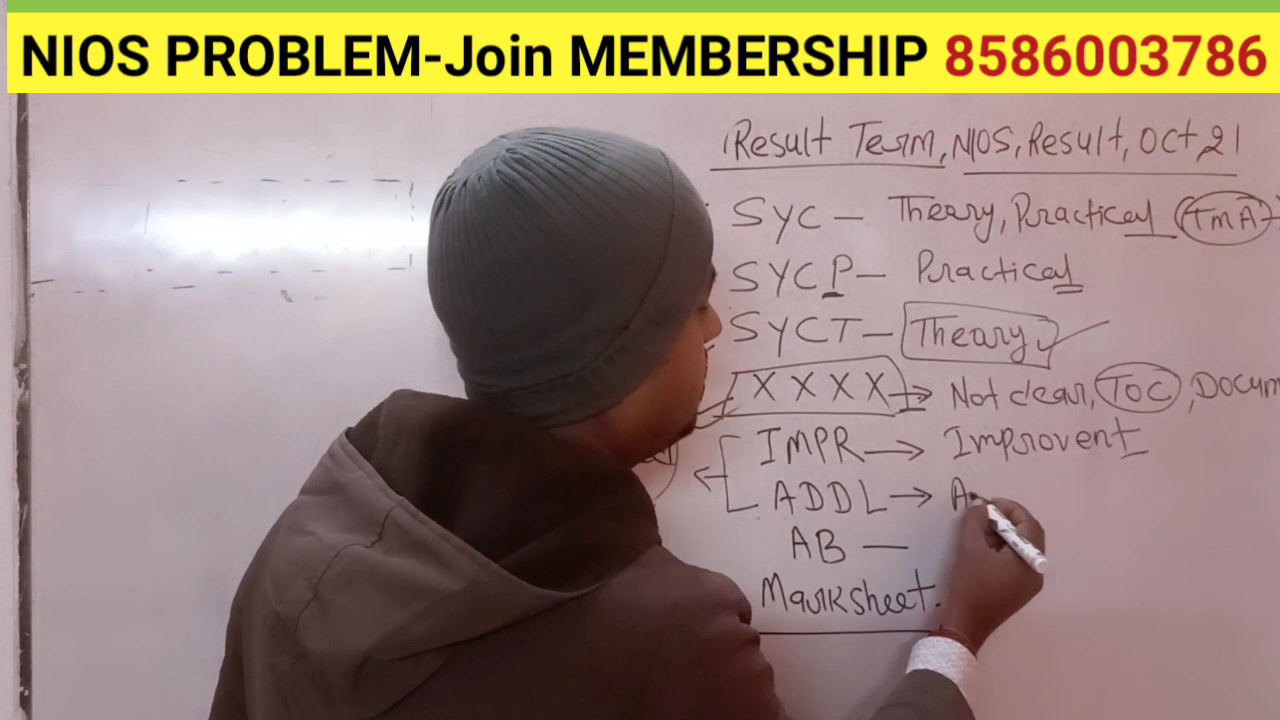 NIOS PROBLEM-Join MEMBERSHIP 8586003786
Result Term, NIOS, Result, Oct 21
SYC — Theory, Practical (TMA)
SYCP — Practical
SYCT — Theory
XXXX → Not clear, TOC, Docum
IMPR → Improvent
ADDL → A
AB —
Marksheet.